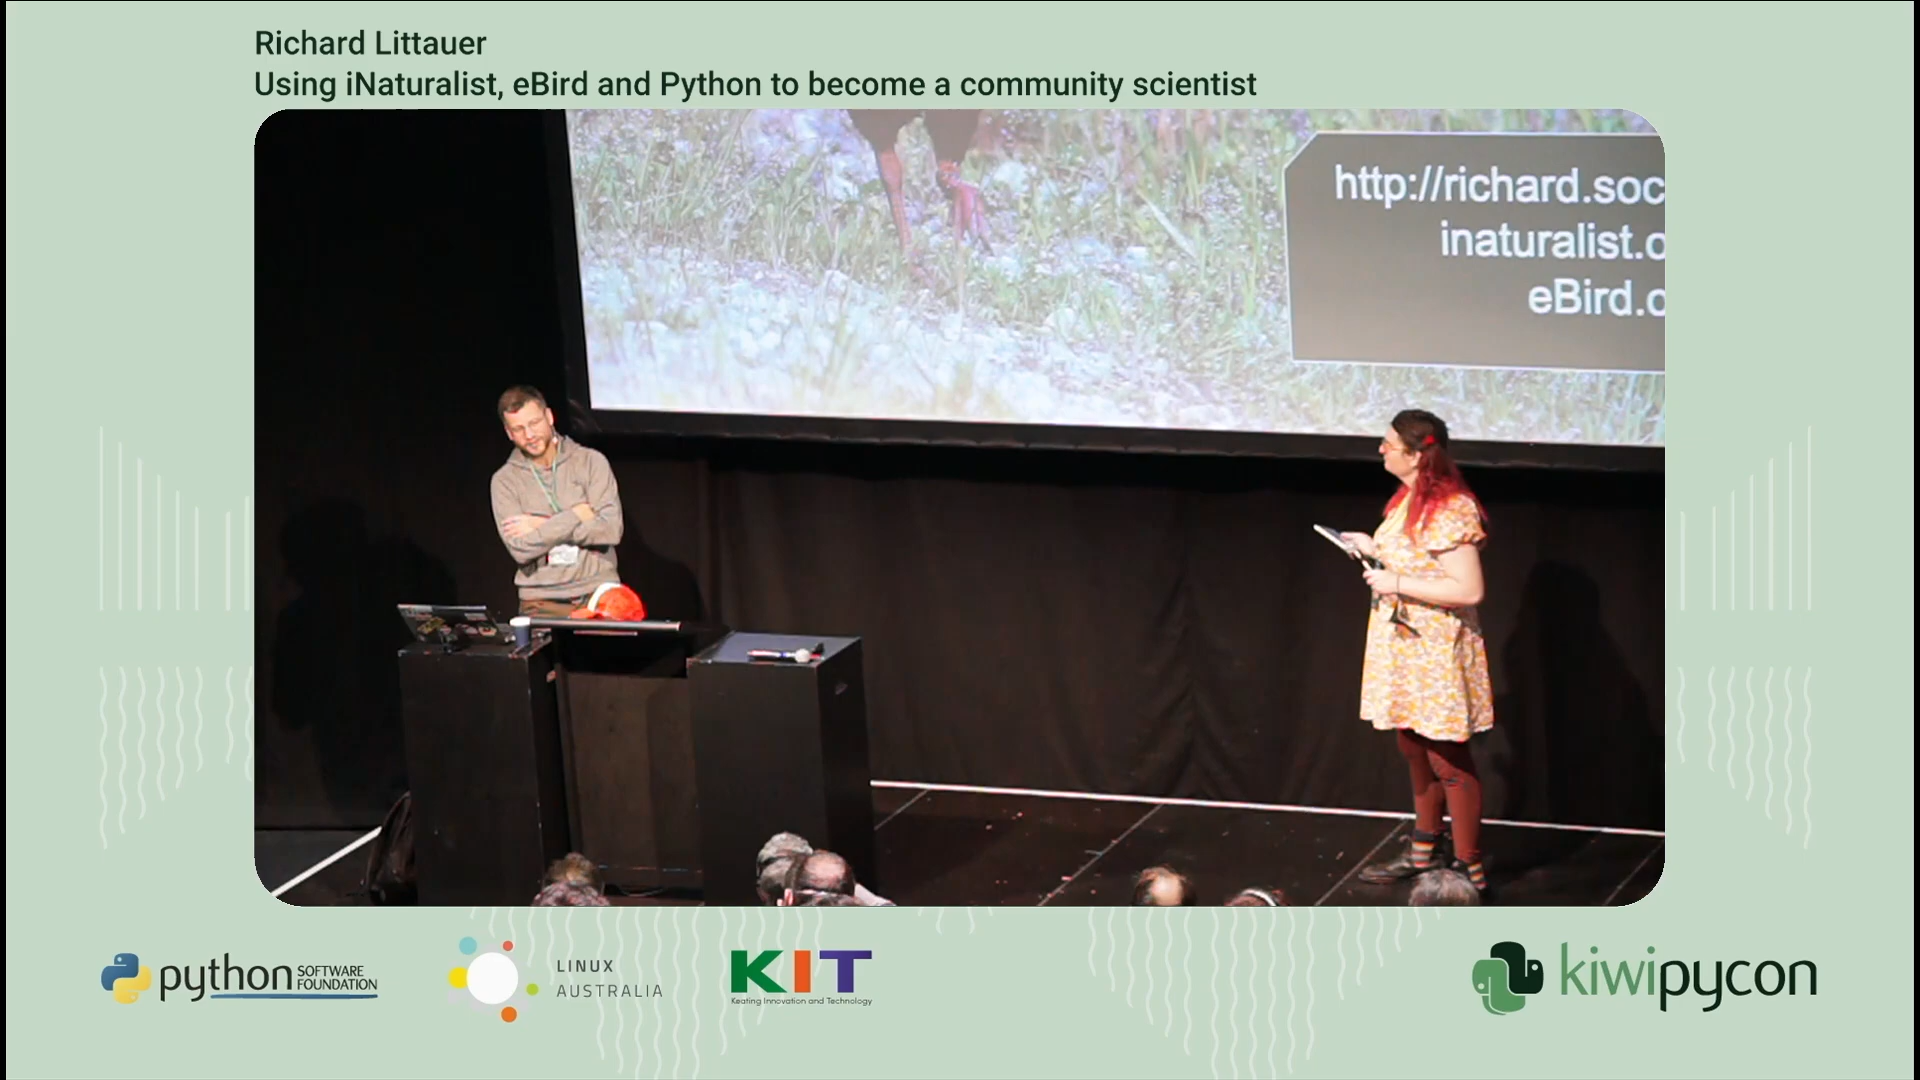 Richard Littauer
Using iNaturalist, eBird and Python to become a community scientist
http://richard.soc
inaturalist.o
eBird.o
python SOFTWARE FOUNDATION
LINUX
AUSTRALIA
KIT
Keating Innovation and Technology
kiwipycon